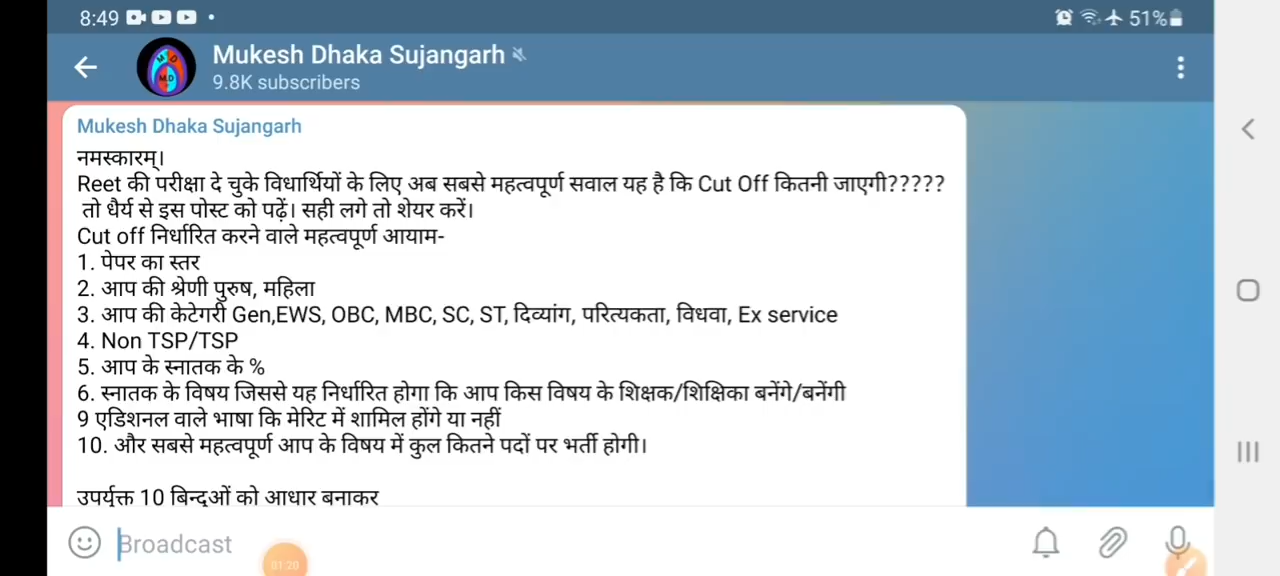 8:49
51%
Mukesh Dhaka Sujangarh
9.8K subscribers
M D
M.D
Mukesh Dhaka Sujangarh
नमस्कारम्।
Reet की परीक्षा दे चुके विधार्थियों के लिए अब सबसे महत्वपूर्ण सवाल यह है कि Cut Off कितनी जाएगी?????
तो धैर्य से इस पोस्ट को पढ़ें। सही लगे तो शेयर करें।
Cut off निर्धारित करने वाले महत्वपूर्ण आयाम-
1. पेपर का स्तर
2. आप की श्रेणी पुरुष, महिला
3. आप की केटेगरी Gen,EWS, OBC, MBC, SC, ST, दिव्यांग, परित्यकता, विधवा, Ex service
4. Non TSP/TSP
5. आप के स्नातक के %
6. स्नातक के विषय जिससे यह निर्धारित होगा कि आप किस विषय के शिक्षक/शिक्षिका बनेंगे/बनेंगी
9 एडिशनल वाले भाषा कि मेरिट में शामिल होंगे या नहीं
10. और सबसे महत्वपूर्ण आप के विषय में कुल कितने पदों पर भर्ती होगी।
उपर्युक्त 10 बिन्दुओं को आधार बनाकर
Broadcast
01:20